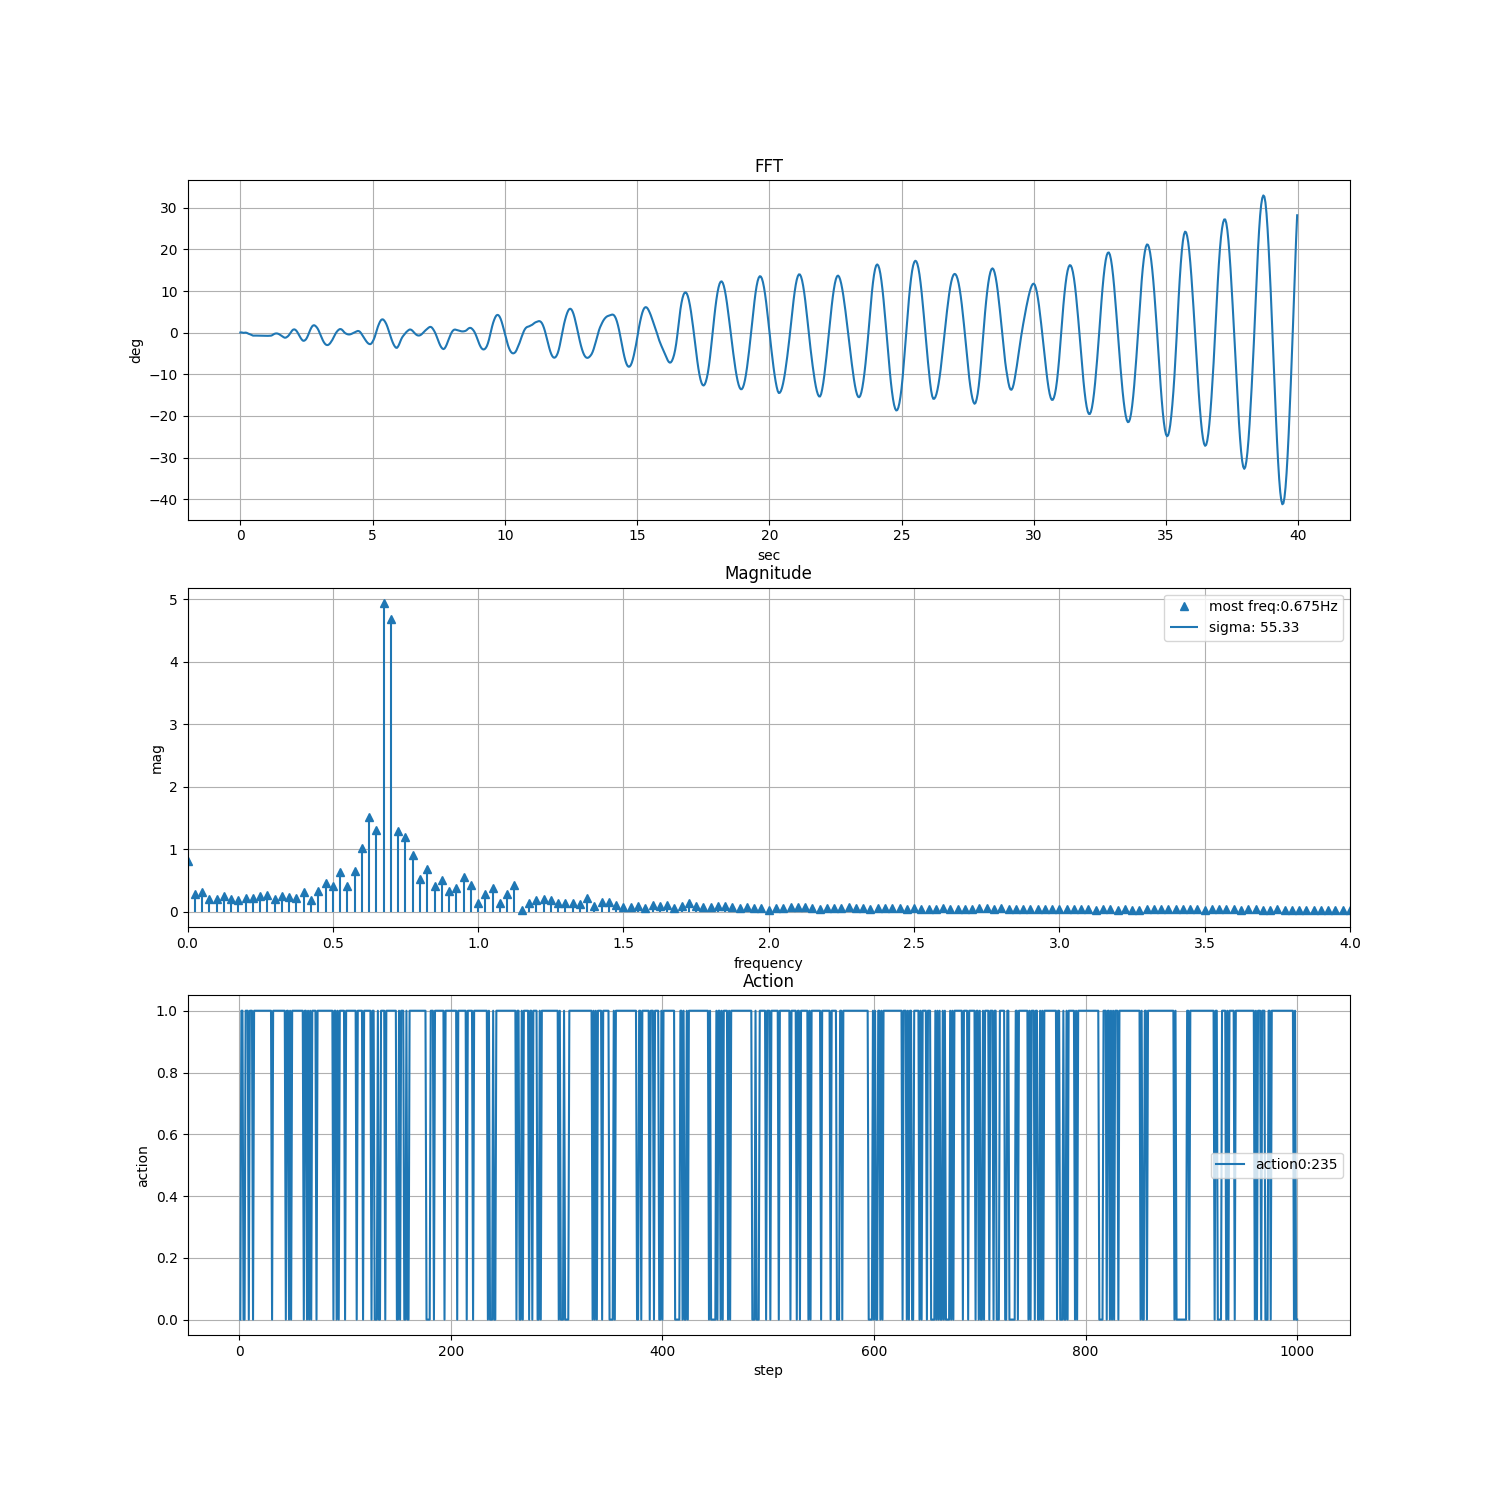 FFT
30
20
10
0
−10
−20
−30
−40
deg
0 5 10 15 20 25 30 35 40
sec
Magnitude
5
4
3
2
1
0
mag
most freq:0.675Hz
sigma: 55.33
0.0 0.5 1.0 1.5 2.0 2.5 3.0 3.5 4.0
frequency
Action
1.0
0.8
0.6
0.4
0.2
0.0
action
action0:235
0 200 400 600 800 1000
step